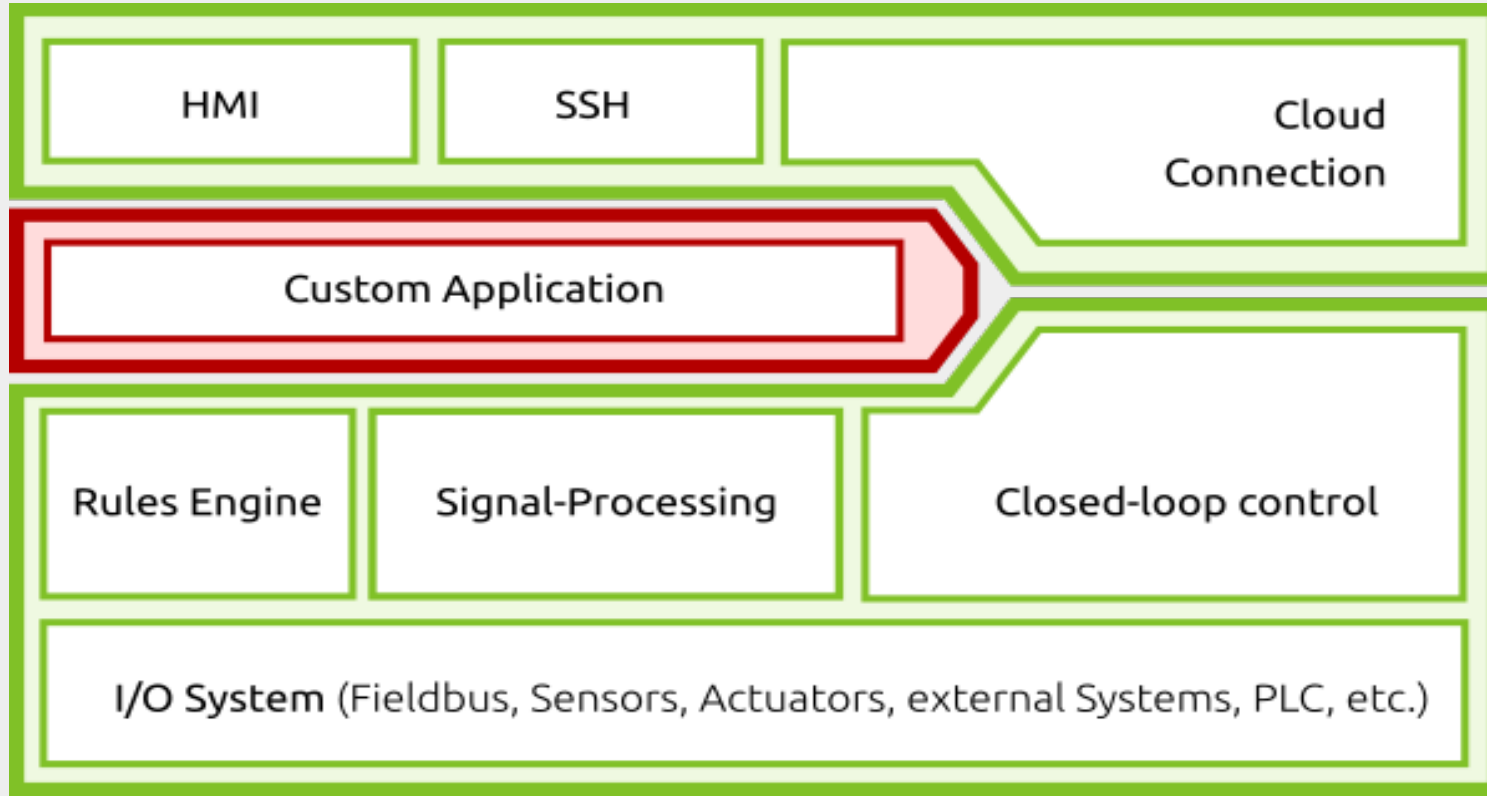 HMI
SSH
Cloud
Connection
Custom Application
Rules Engine
Signal-Processing
Closed-loop control
I/O System (Fieldbus, Sensors, Actuators, external Systems, PLC, etc.)